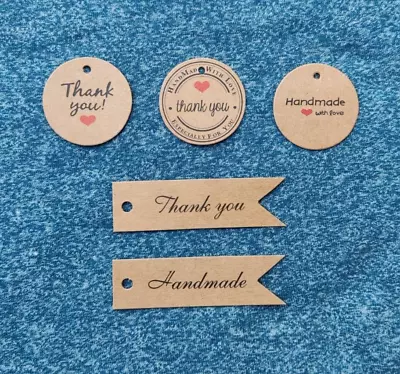 Thank
you!
HandMade With Love
thank you
Especially For You
Handmade
with love
Thank you
Handmade